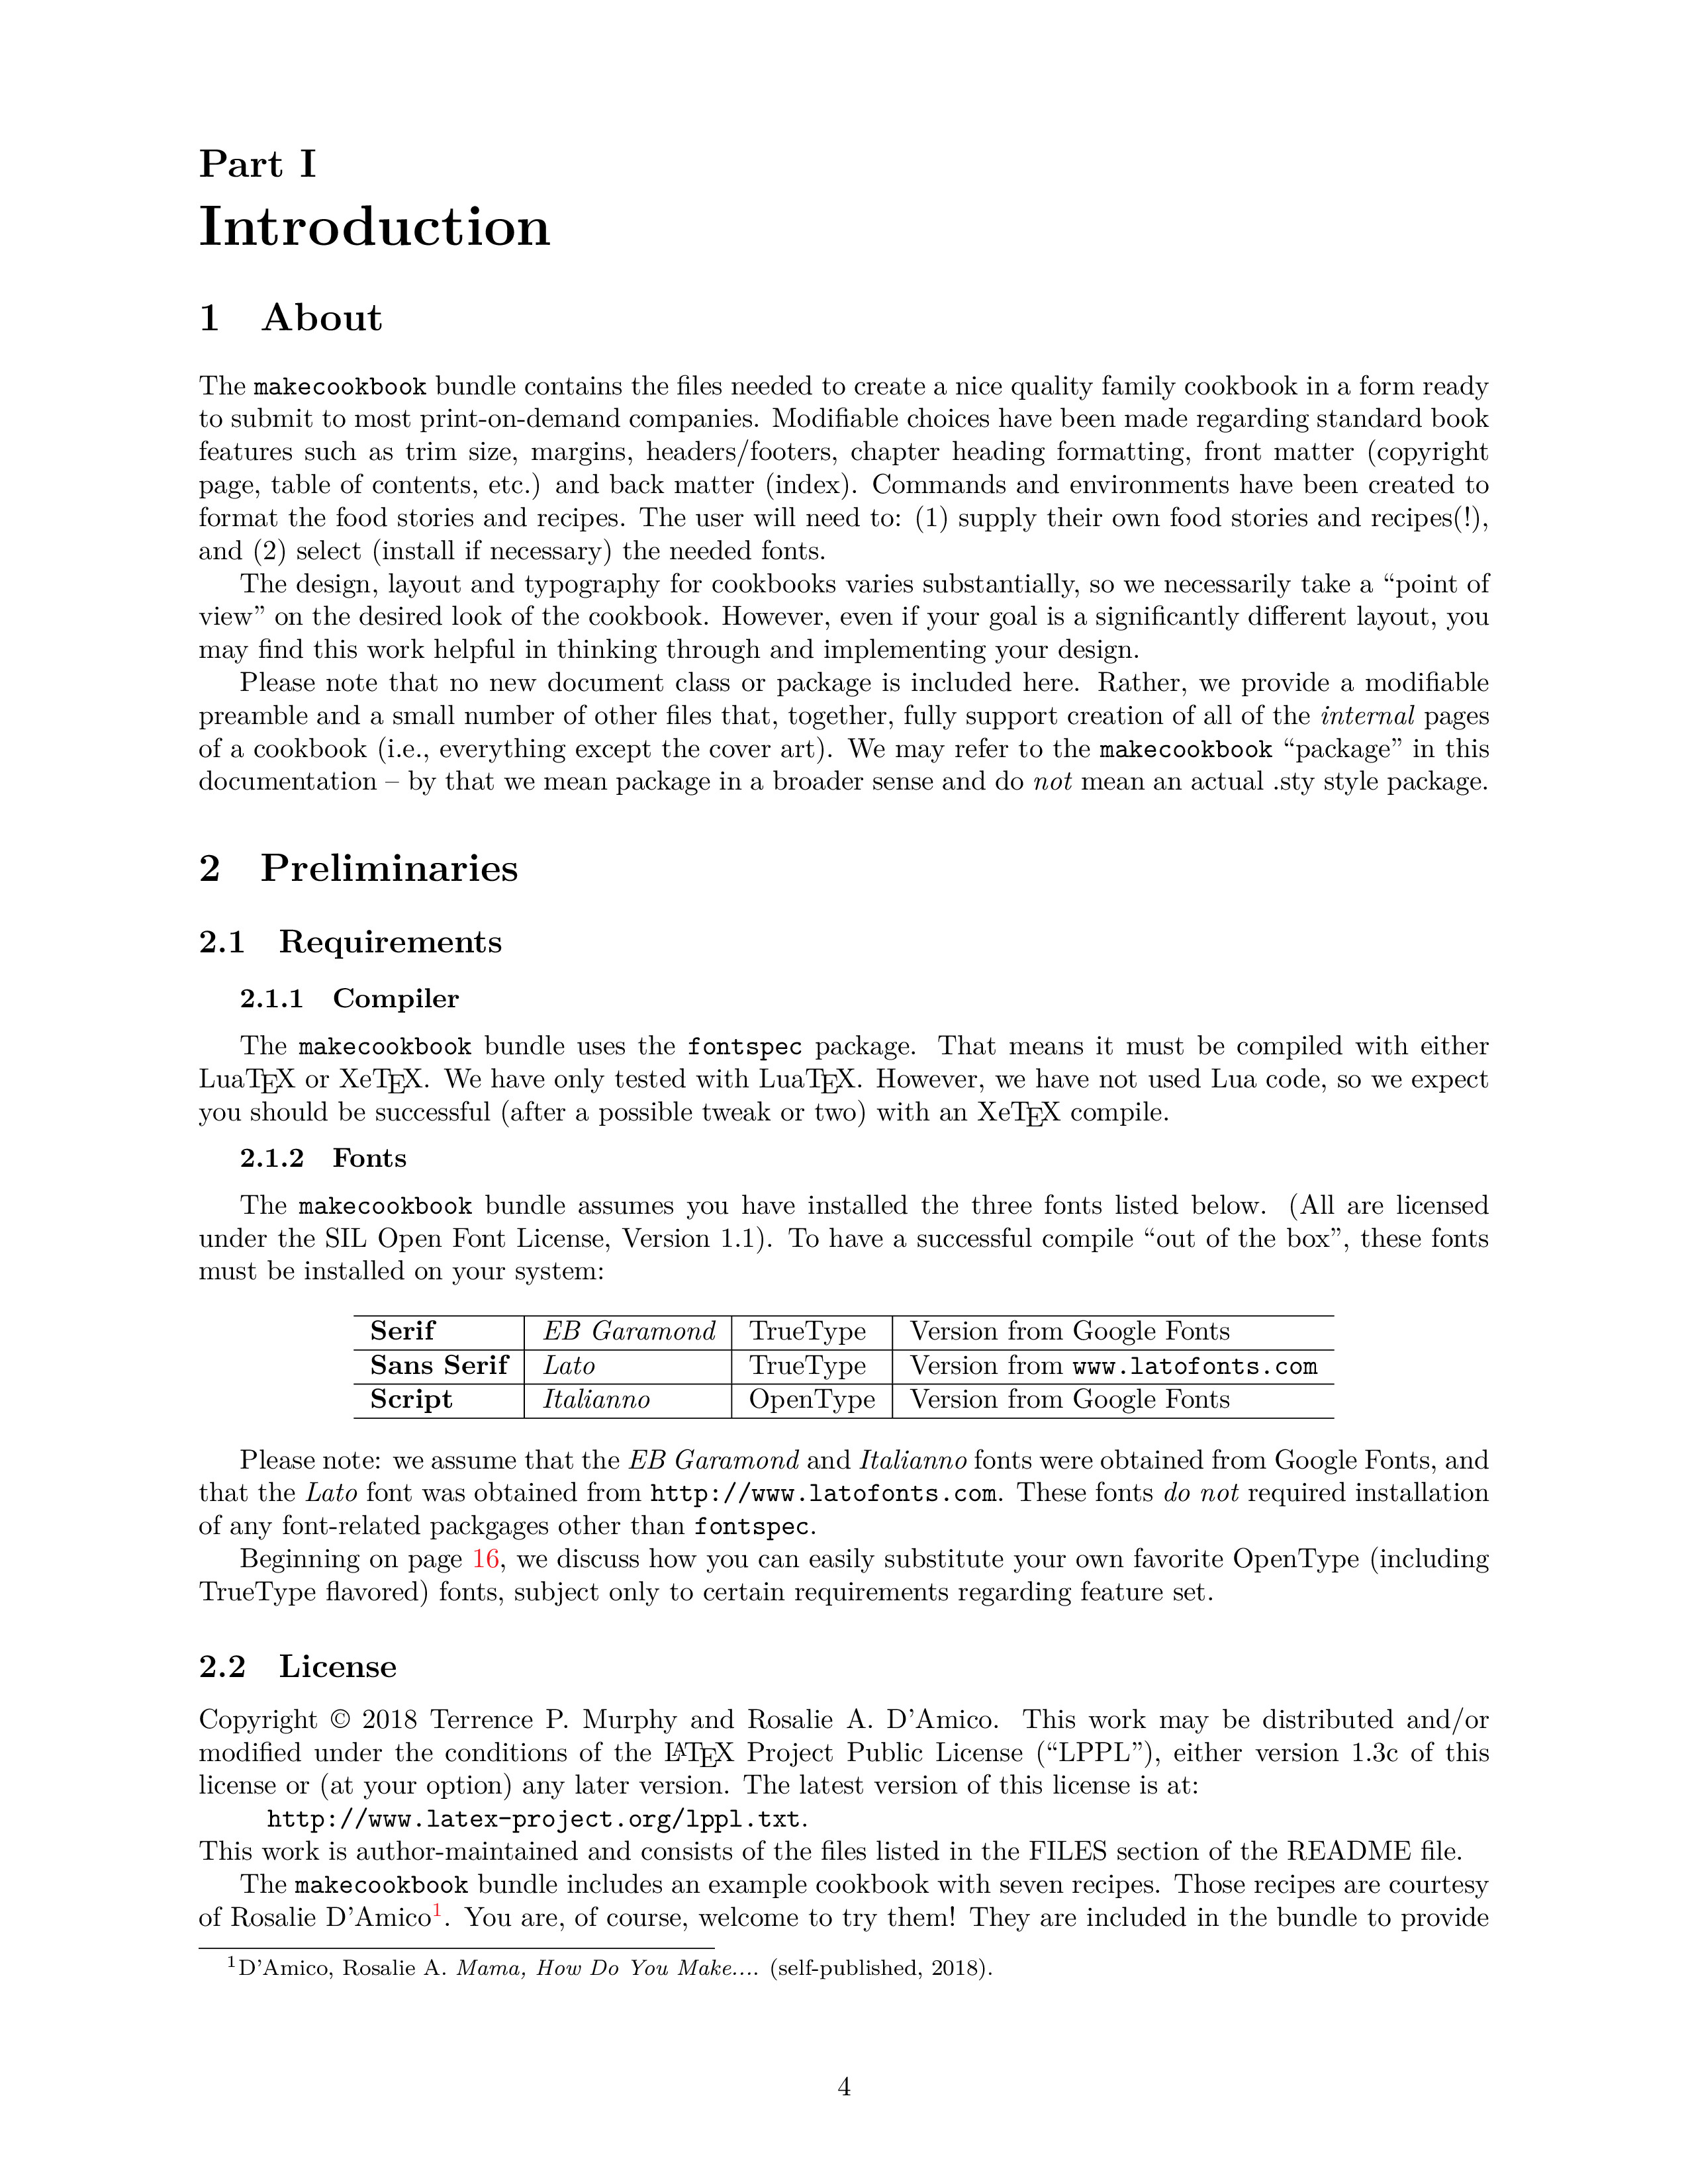 Part I
Introduction
1 About
The makecookbook bundle contains the files needed to create a nice quality family cookbook in a form ready
to submit to most print-on-demand companies. Modifiable choices have been made regarding standard book
features such as trim size, margins, headers/footers, chapter heading formatting, front matter (copyright
page, table of contents, etc.) and back matter (index). Commands and environments have been created to
format the food stories and recipes. The user will need to: (1) supply their own food stories and recipes(!),
and (2) select (install if necessary) the needed fonts.
The design, layout and typography for cookbooks varies substantially, so we necessarily take a “point of
view” on the desired look of the cookbook. However, even if your goal is a significantly different layout, you
may find this work helpful in thinking through and implementing your design.
Please note that no new document class or package is included here. Rather, we provide a modifiable
preamble and a small number of other files that, together, fully support creation of all of the internal pages
of a cookbook (i.e., everything except the cover art). We may refer to the makecookbook “package” in this
documentation – by that we mean package in a broader sense and do not mean an actual .sty style package.
2 Preliminaries
2.1 Requirements
2.1.1 Compiler
The makecookbook bundle uses the fontspec package. That means it must be compiled with either
LuaTEX or XeTEX. We have only tested with LuaTEX. However, we have not used Lua code, so we expect
you should be successful (after a possible tweak or two) with an XeTEX compile.
2.1.2 Fonts
The makecookbook bundle assumes you have installed the three fonts listed below. (All are licensed
under the SIL Open Font License, Version 1.1). To have a successful compile “out of the box”, these fonts
must be installed on your system:
Serif EB Garamond TrueType Version from Google Fonts
Sans Serif Lato TrueType Version from www.latofonts.com
Script Italianno OpenType Version from Google Fonts
Please note: we assume that the EB Garamond and Italianno fonts were obtained from Google Fonts, and
that the Lato font was obtained from http://www.latofonts.com. These fonts do not required installation
of any font-related packgages other than fontspec.
Beginning on page 16, we discuss how you can easily substitute your own favorite OpenType (including
TrueType flavored) fonts, subject only to certain requirements regarding feature set.
2.2 License
Copyright © 2018 Terrence P. Murphy and Rosalie A. D’Amico. This work may be distributed and/or
modified under the conditions of the LATEX Project Public License (“LPPL”), either version 1.3c of this
license or (at your option) any later version. The latest version of this license is at:
http://www.latex-project.org/lppl.txt.
This work is author-maintained and consists of the files listed in the FILES section of the README file.
The makecookbook bundle includes an example cookbook with seven recipes. Those recipes are courtesy
of Rosalie D’Amico1. You are, of course, welcome to try them! They are included in the bundle to provide
1D’Amico, Rosalie A. Mama, How Do You Make.... (self-published, 2018).
4